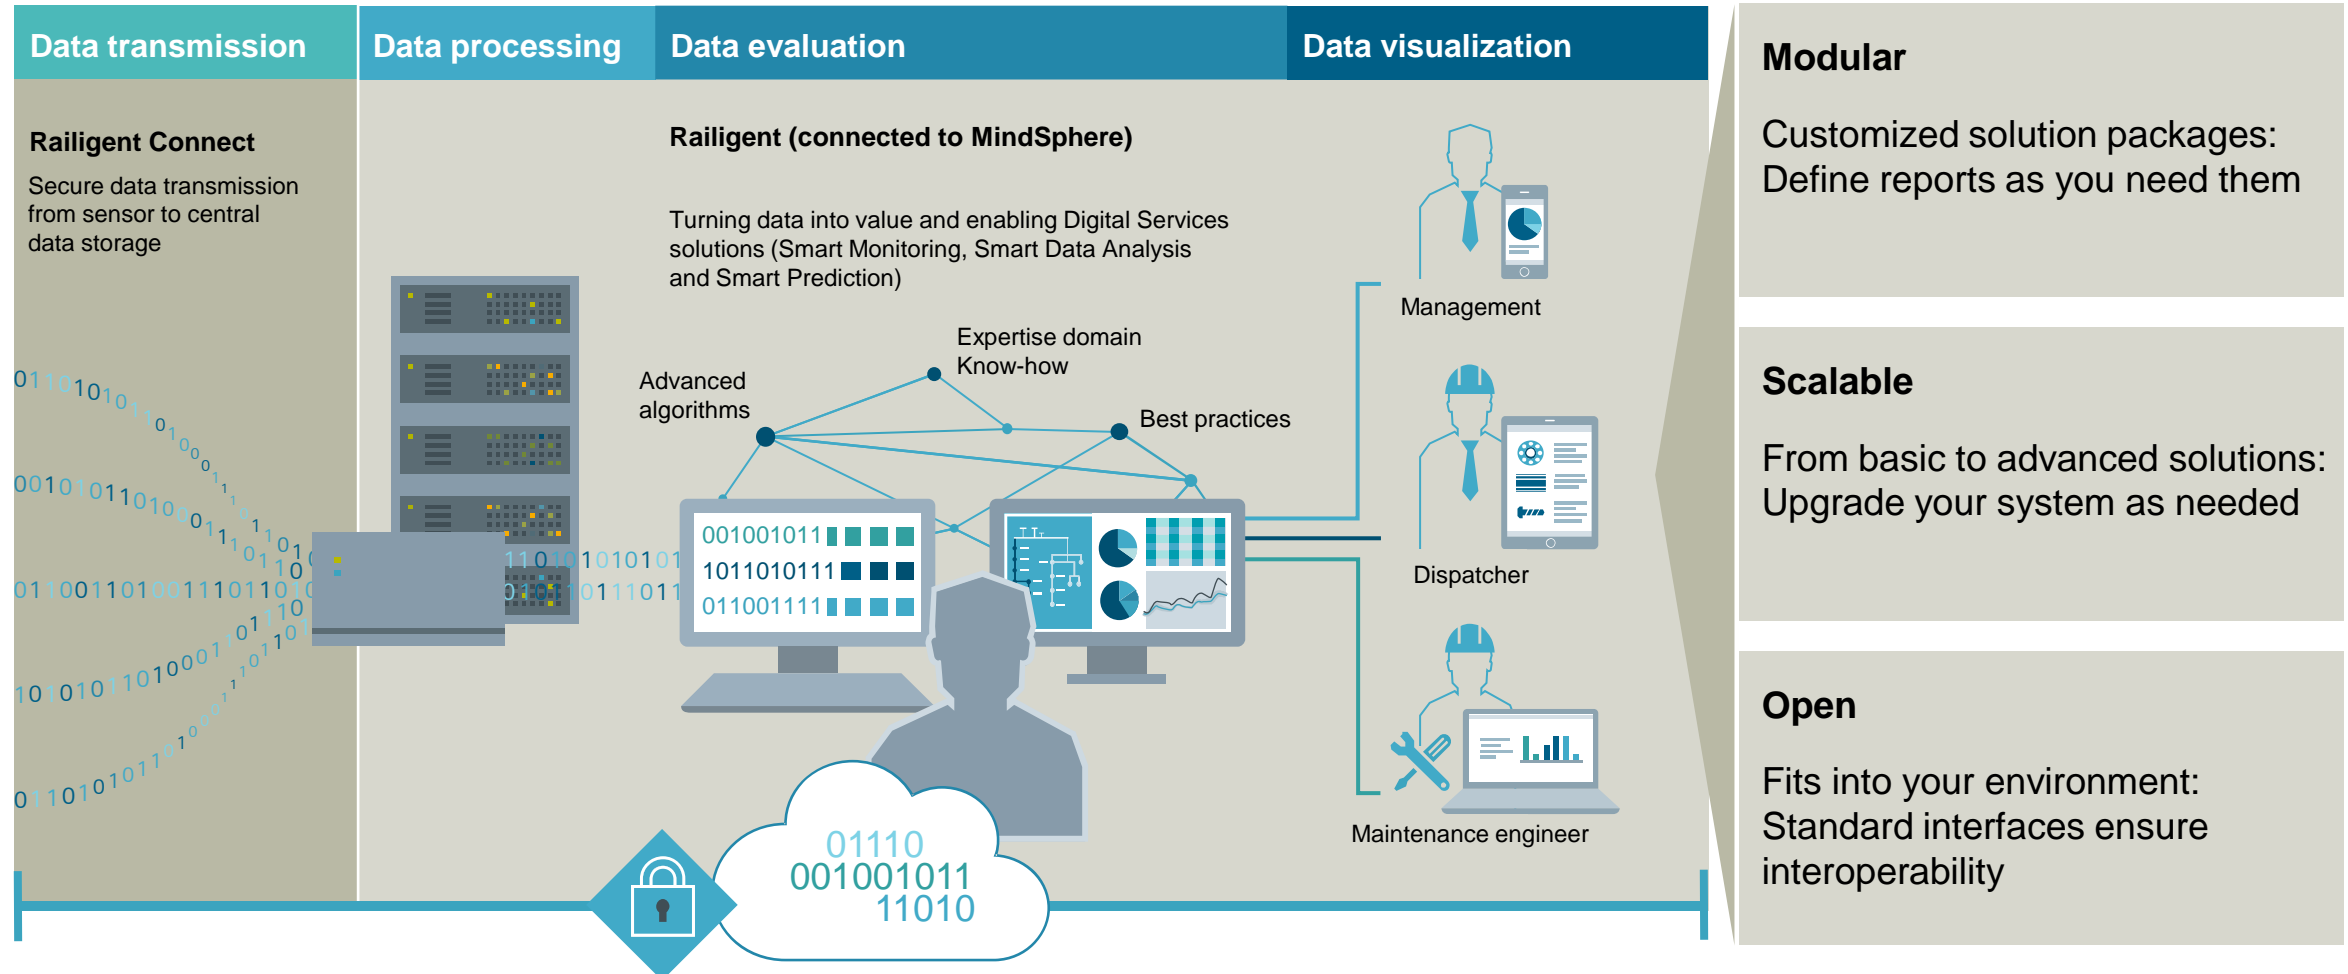 Data transmission
Data processing
Data evaluation
Data visualization
Railigent Connect
Secure data transmission
from sensor to central
data storage
Railigent (connected to MindSphere)
Turning data into value and enabling Digital Services
solutions (Smart Monitoring, Smart Data Analysis
and Smart Prediction)
Advanced
algorithms
Expertise domain
Know-how
Best practices
001001011
1011010111
011001111
Management
Dispatcher
Maintenance engineer
01110
001001011
11010
Modular
Customized solution packages:
Define reports as you need them
Scalable
From basic to advanced solutions:
Upgrade your system as needed
Open
Fits into your environment:
Standard interfaces ensure
interoperability